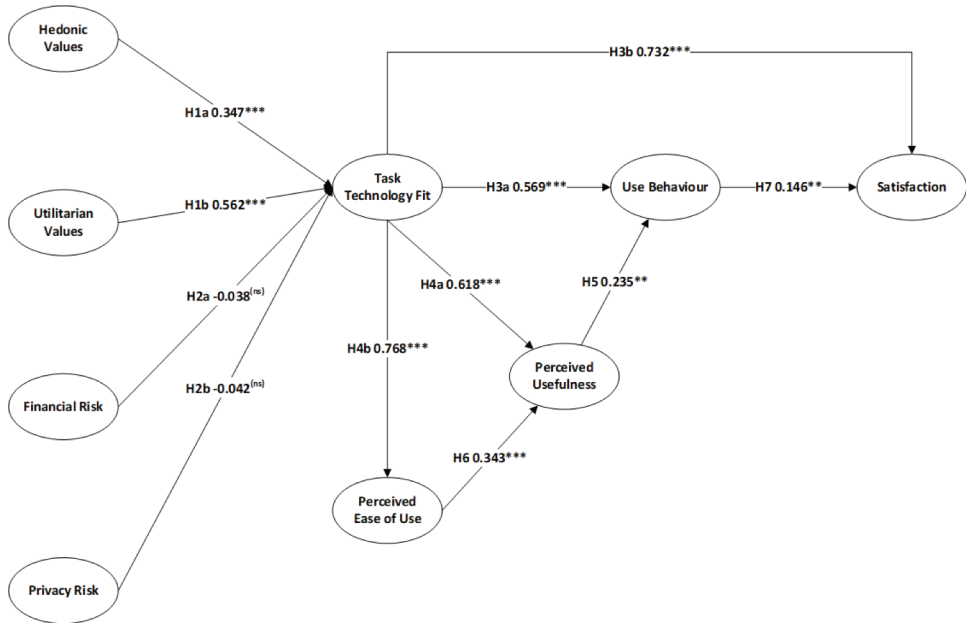 Hedonic
Values
H3b 0.732***
H1a 0.347***
Task
Technology Fit
H3a 0.569***
Use Behaviour
H7 0.146**
Satisfaction
Utilitarian
Values
H1b 0.562***
H2a -0.038(ns)
H4a 0.618***
H5 0.235**
H4b 0.768***
Perceived
Usefulness
H2b -0.042(ns)
Financial Risk
H6 0.343***
Perceived
Ease of Use
Privacy Risk